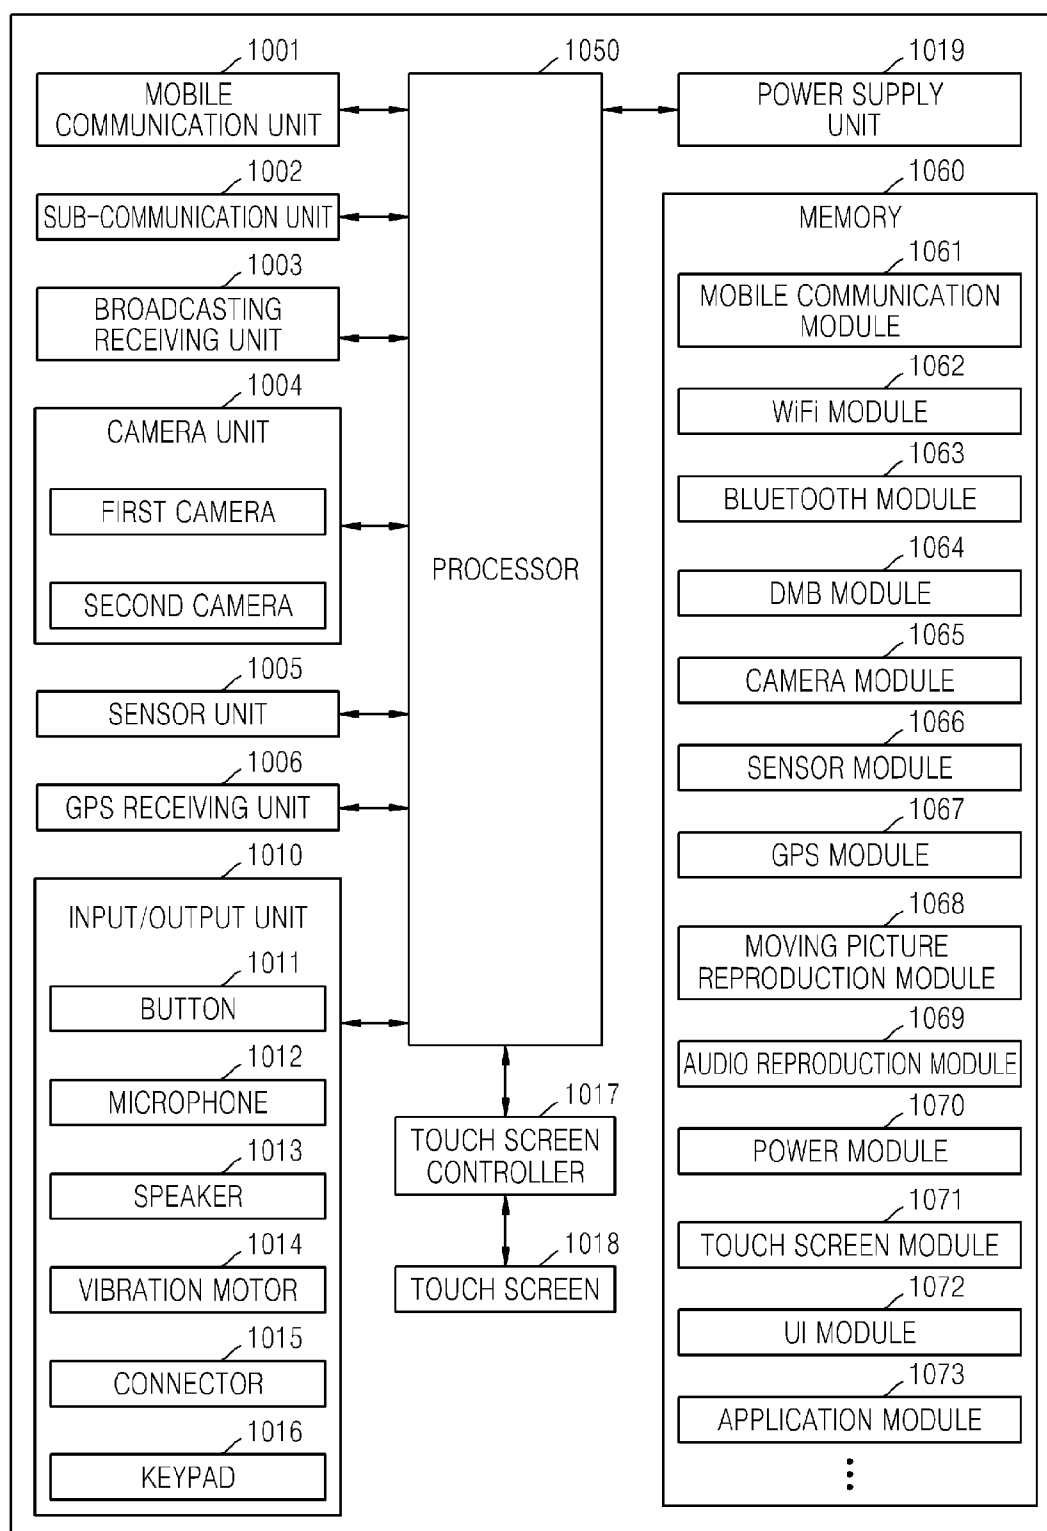 1001
MOBILE
COMMUNICATION UNIT
1002
SUB-COMMUNICATION UNIT
1003
BROADCASTING
RECEIVING UNIT
1004
CAMERA UNIT
FIRST CAMERA
SECOND CAMERA
1005
SENSOR UNIT
1006
GPS RECEIVING UNIT
1010
INPUT/OUTPUT UNIT
1011
BUTTON
1012
MICROPHONE
1013
SPEAKER
1014
VIBRATION MOTOR
1015
CONNECTOR
1016
KEYPAD
1050
PROCESSOR
1017
TOUCH SCREEN
CONTROLLER
1018
TOUCH SCREEN
1019
POWER SUPPLY
UNIT
1060
MEMORY
1061
MOBILE COMMUNICATION
MODULE
1062
WiFi MODULE
1063
BLUETOOTH MODULE
1064
DMB MODULE
1065
CAMERA MODULE
1066
SENSOR MODULE
1067
GPS MODULE
1068
MOVING PICTURE
REPRODUCTION MODULE
1069
AUDIO REPRODUCTION MODULE
1070
POWER MODULE
1071
TOUCH SCREEN MODULE
1072
UI MODULE
1073
APPLICATION MODULE